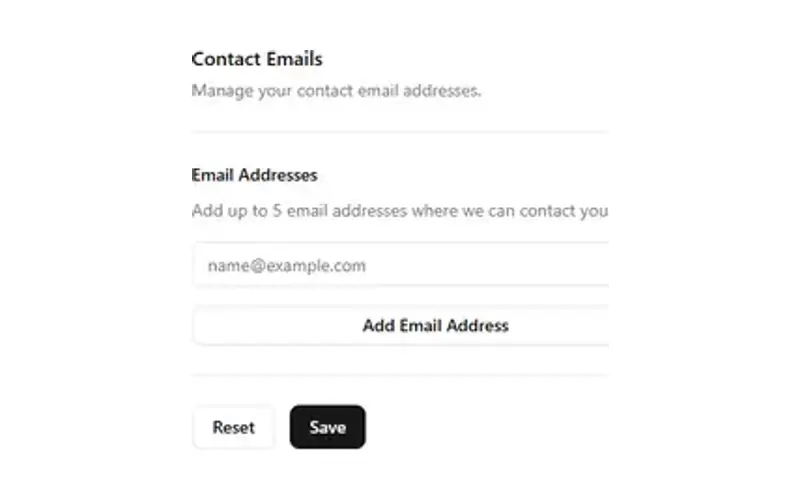 Contact Emails
Manage your contact email addresses.
Email Addresses
Add up to 5 email addresses where we can contact you
name@example.com
Add Email Address
Reset Save